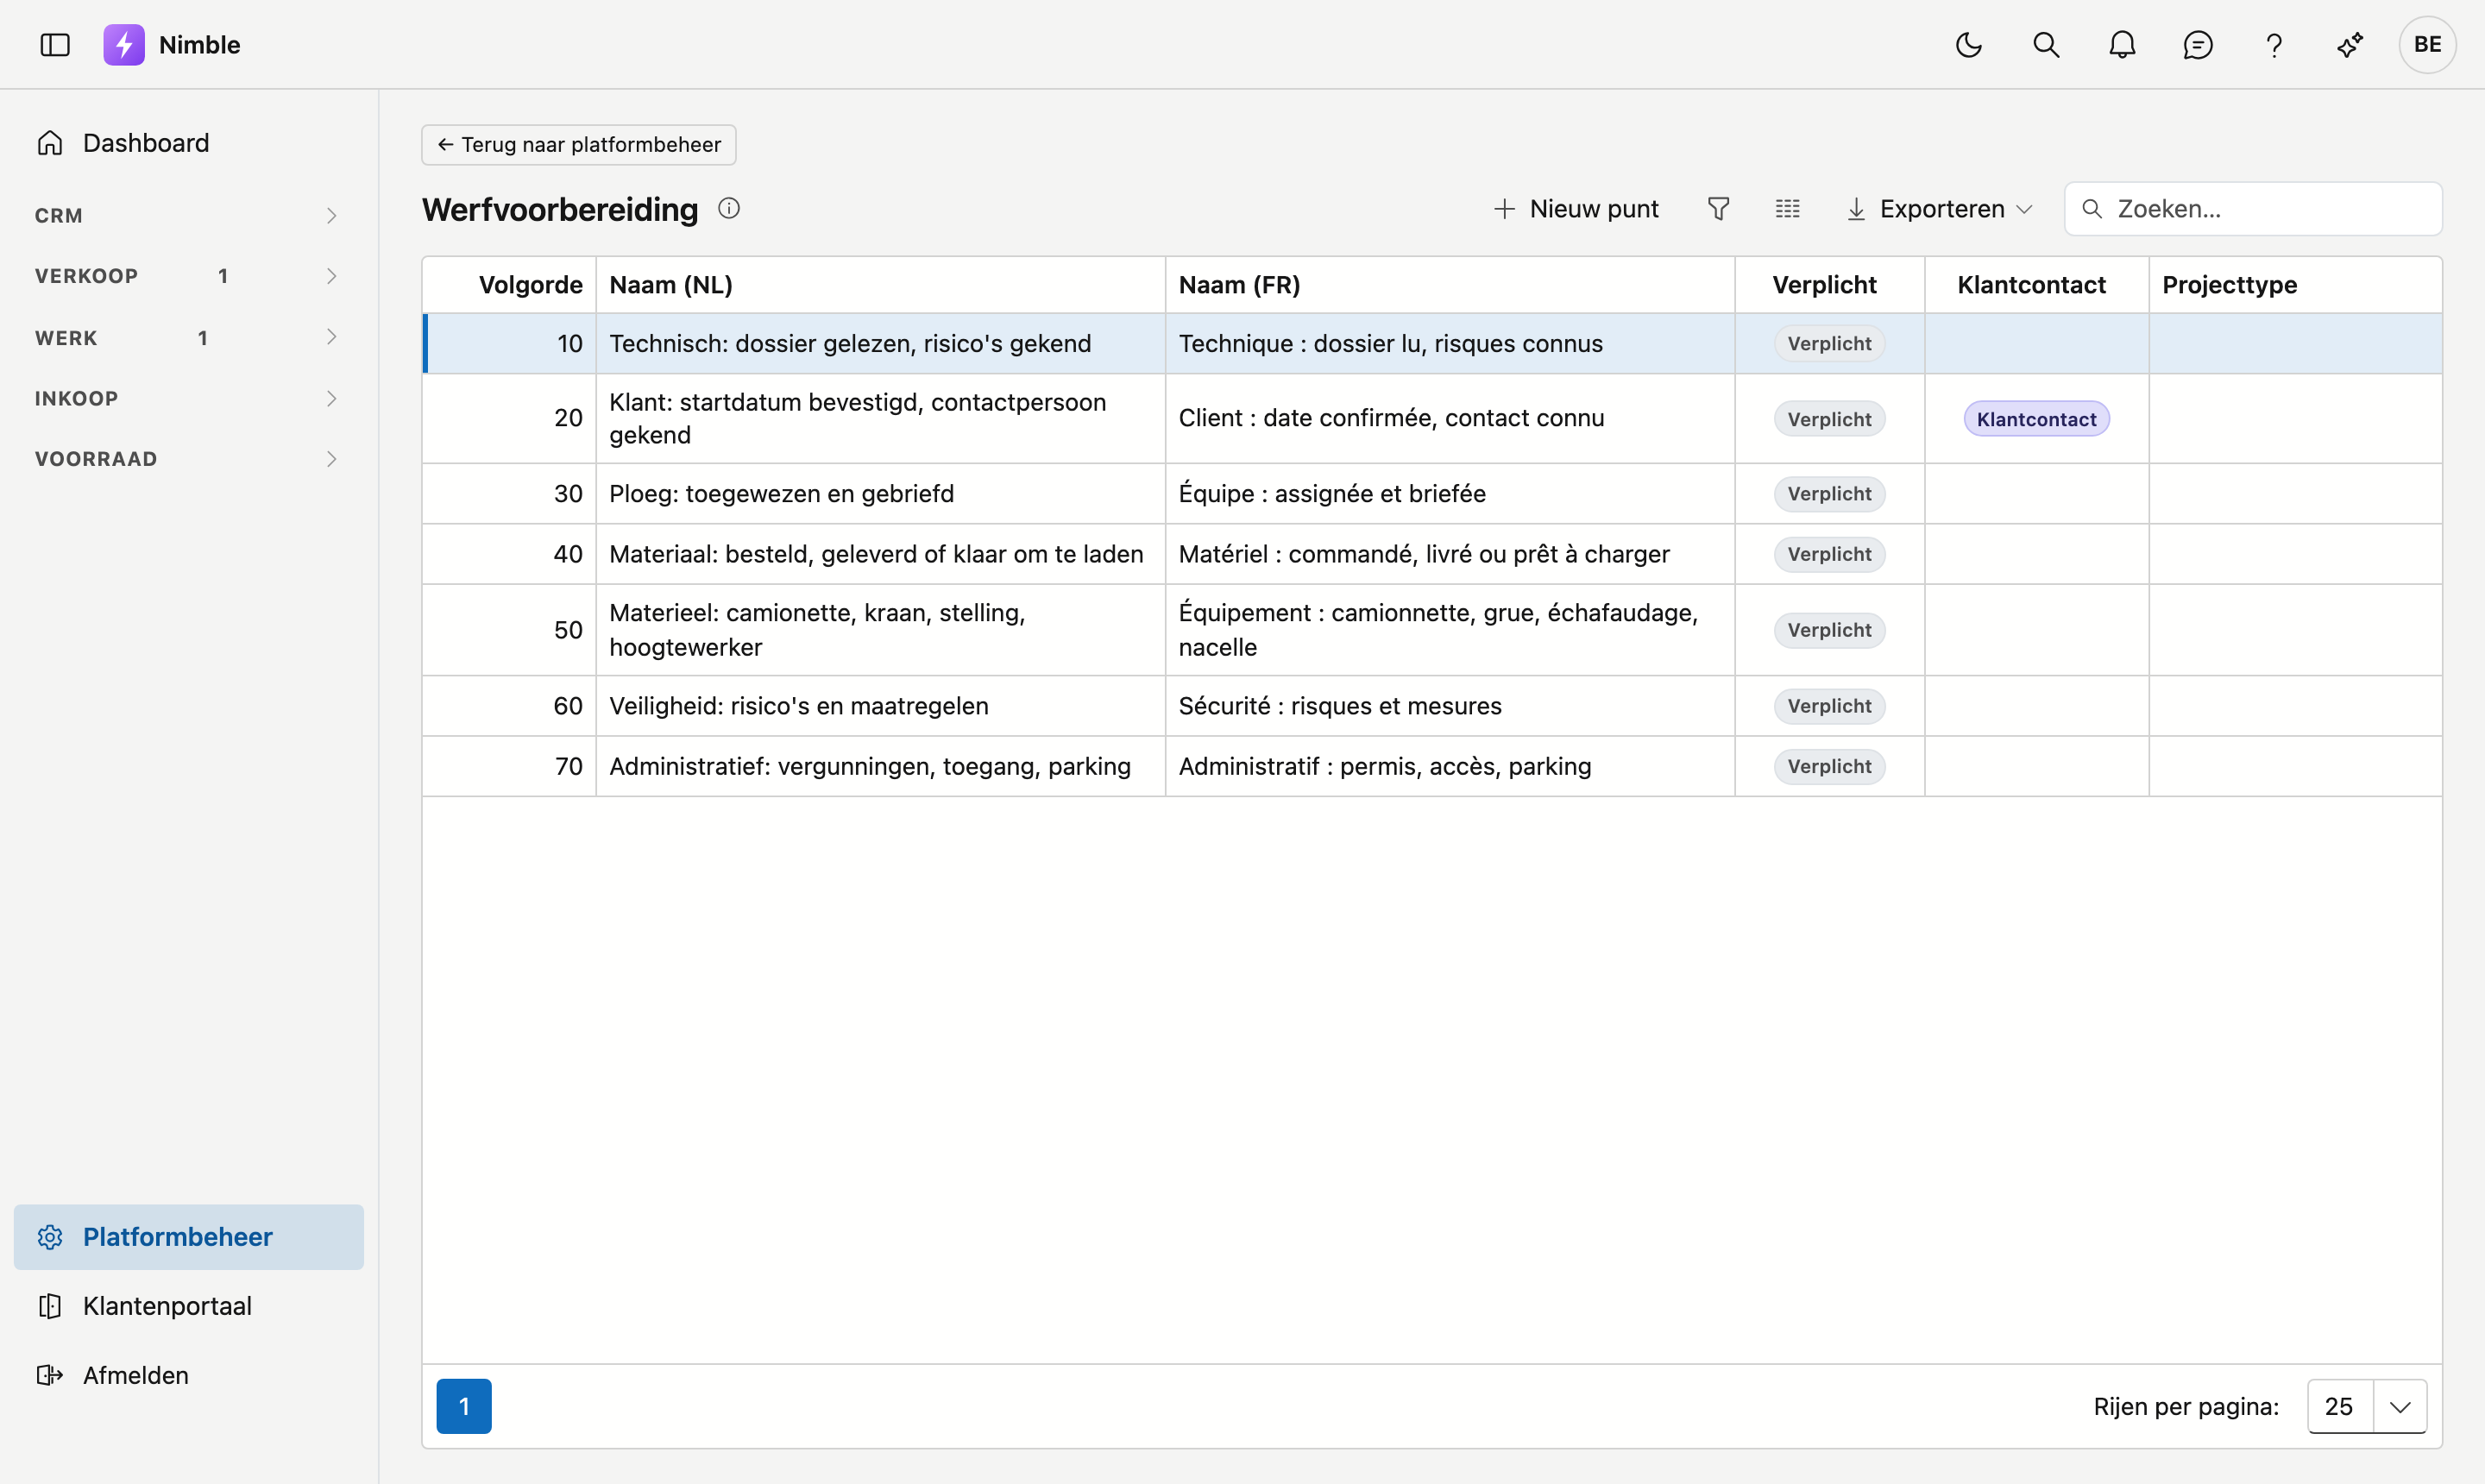 Nimble
BE
Dashboard
CRM
VERKOOP 1
WERK 1
INKOOP
VOORRAAD
Platformbeheer
Klantenportaal
Afmelden
← Terug naar platformbeheer
Werfvoorbereiding
Nieuw punt
Exporteren
Zoeken...
Volgorde Naam (NL) Naam (FR) Verplicht Klantcontact Projecttype
10 Technisch: dossier gelezen, risico's gekend Technique : dossier lu, risques connus Verplicht
20 Klant: startdatum bevestigd, contactpersoon
gekend Client : date confirmée, contact connu Verplicht Klantcontact
30 Ploeg: toegewezen en gebriefd Équipe : assignée et briefée Verplicht
40 Materiaal: besteld, geleverd of klaar om te laden Matériel : commandé, livré ou prêt à charger Verplicht
50 Materieel: camionette, kraan, stelling,
hoogtewerker Équipement : camionnette, grue, échafaudage,
nacelle Verplicht
60 Veiligheid: risico's en maatregelen Sécurité : risques et mesures Verplicht
70 Administratief: vergunningen, toegang, parking Administratif : permis, accès, parking Verplicht
1
Rijen per pagina: 25